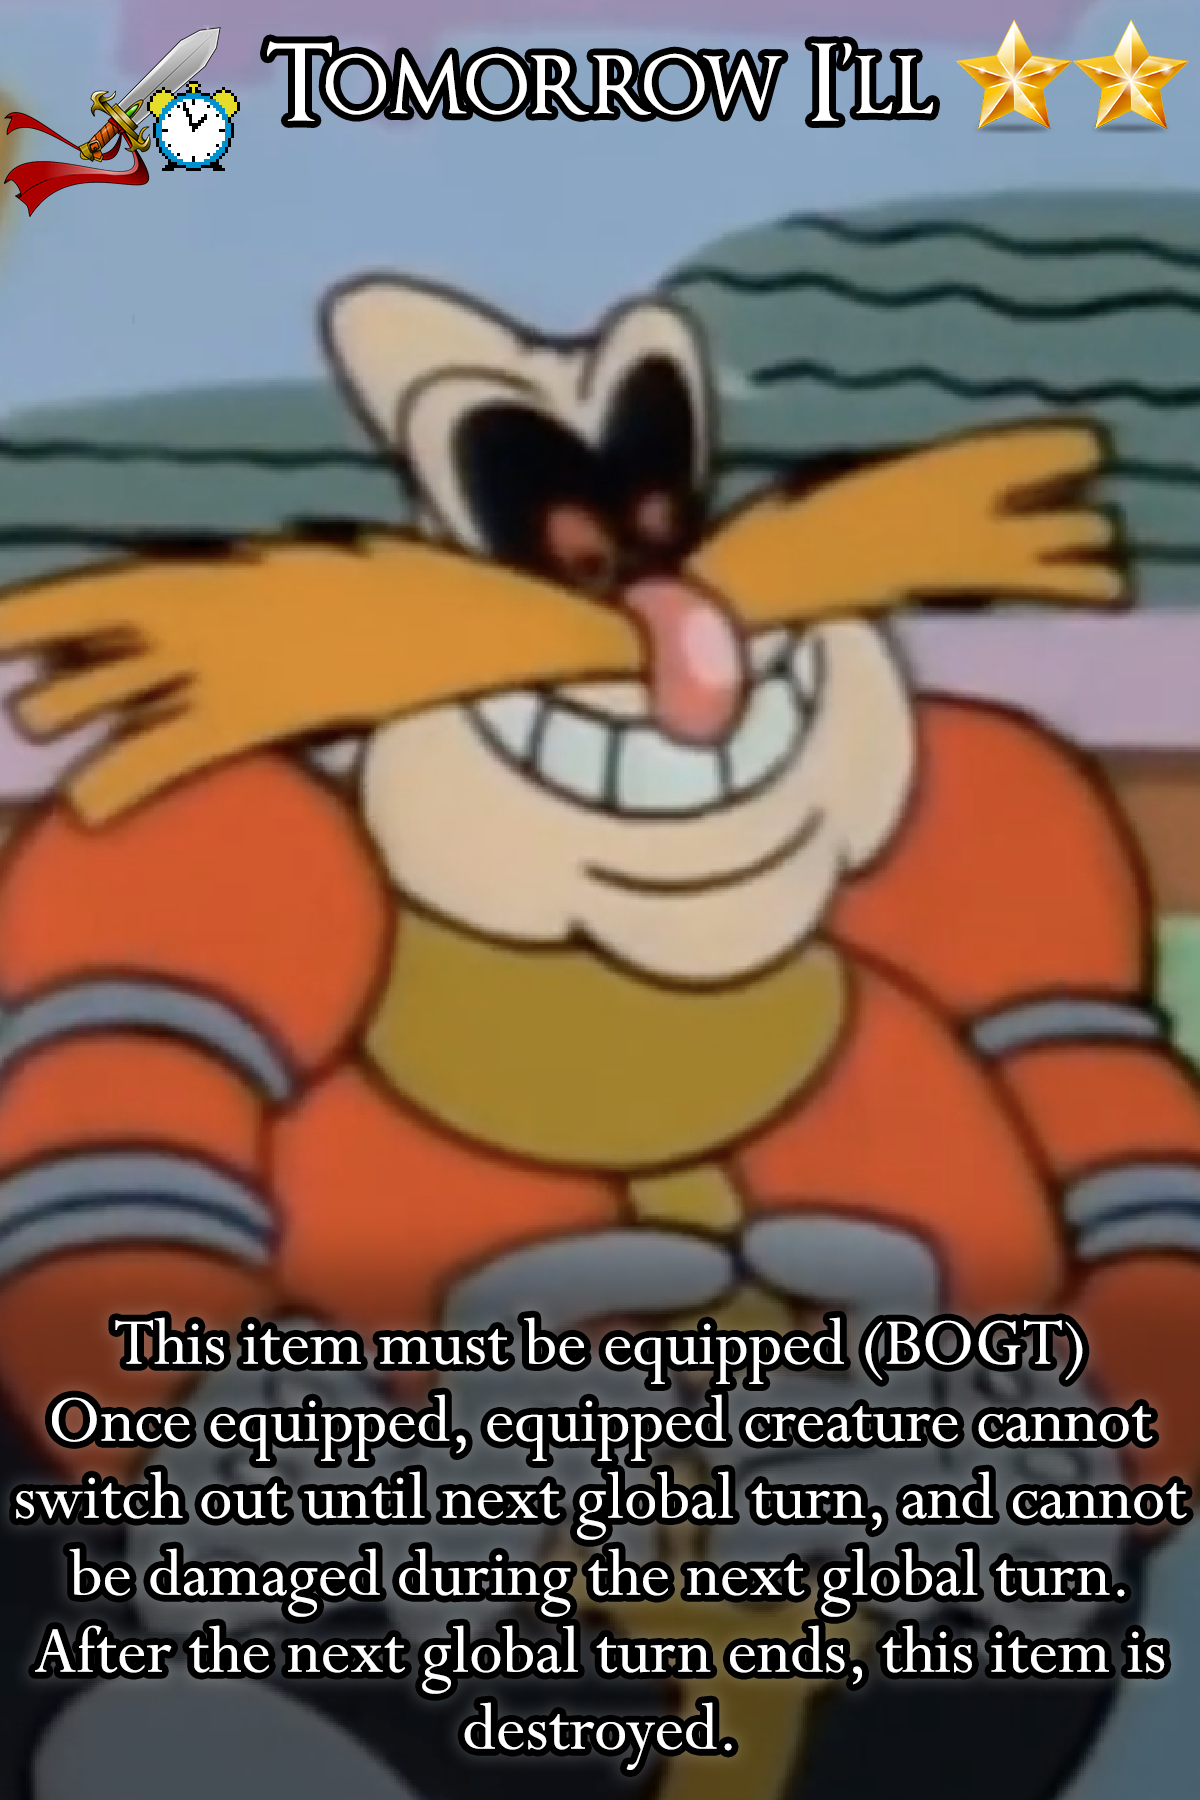 Tomorrow I'll
This item must be equipped (BOGT)
Once equipped, equipped creature cannot
switch out until next global turn, and cannot
be damaged during the next global turn.
After the next global turn ends, this item is
destroyed.